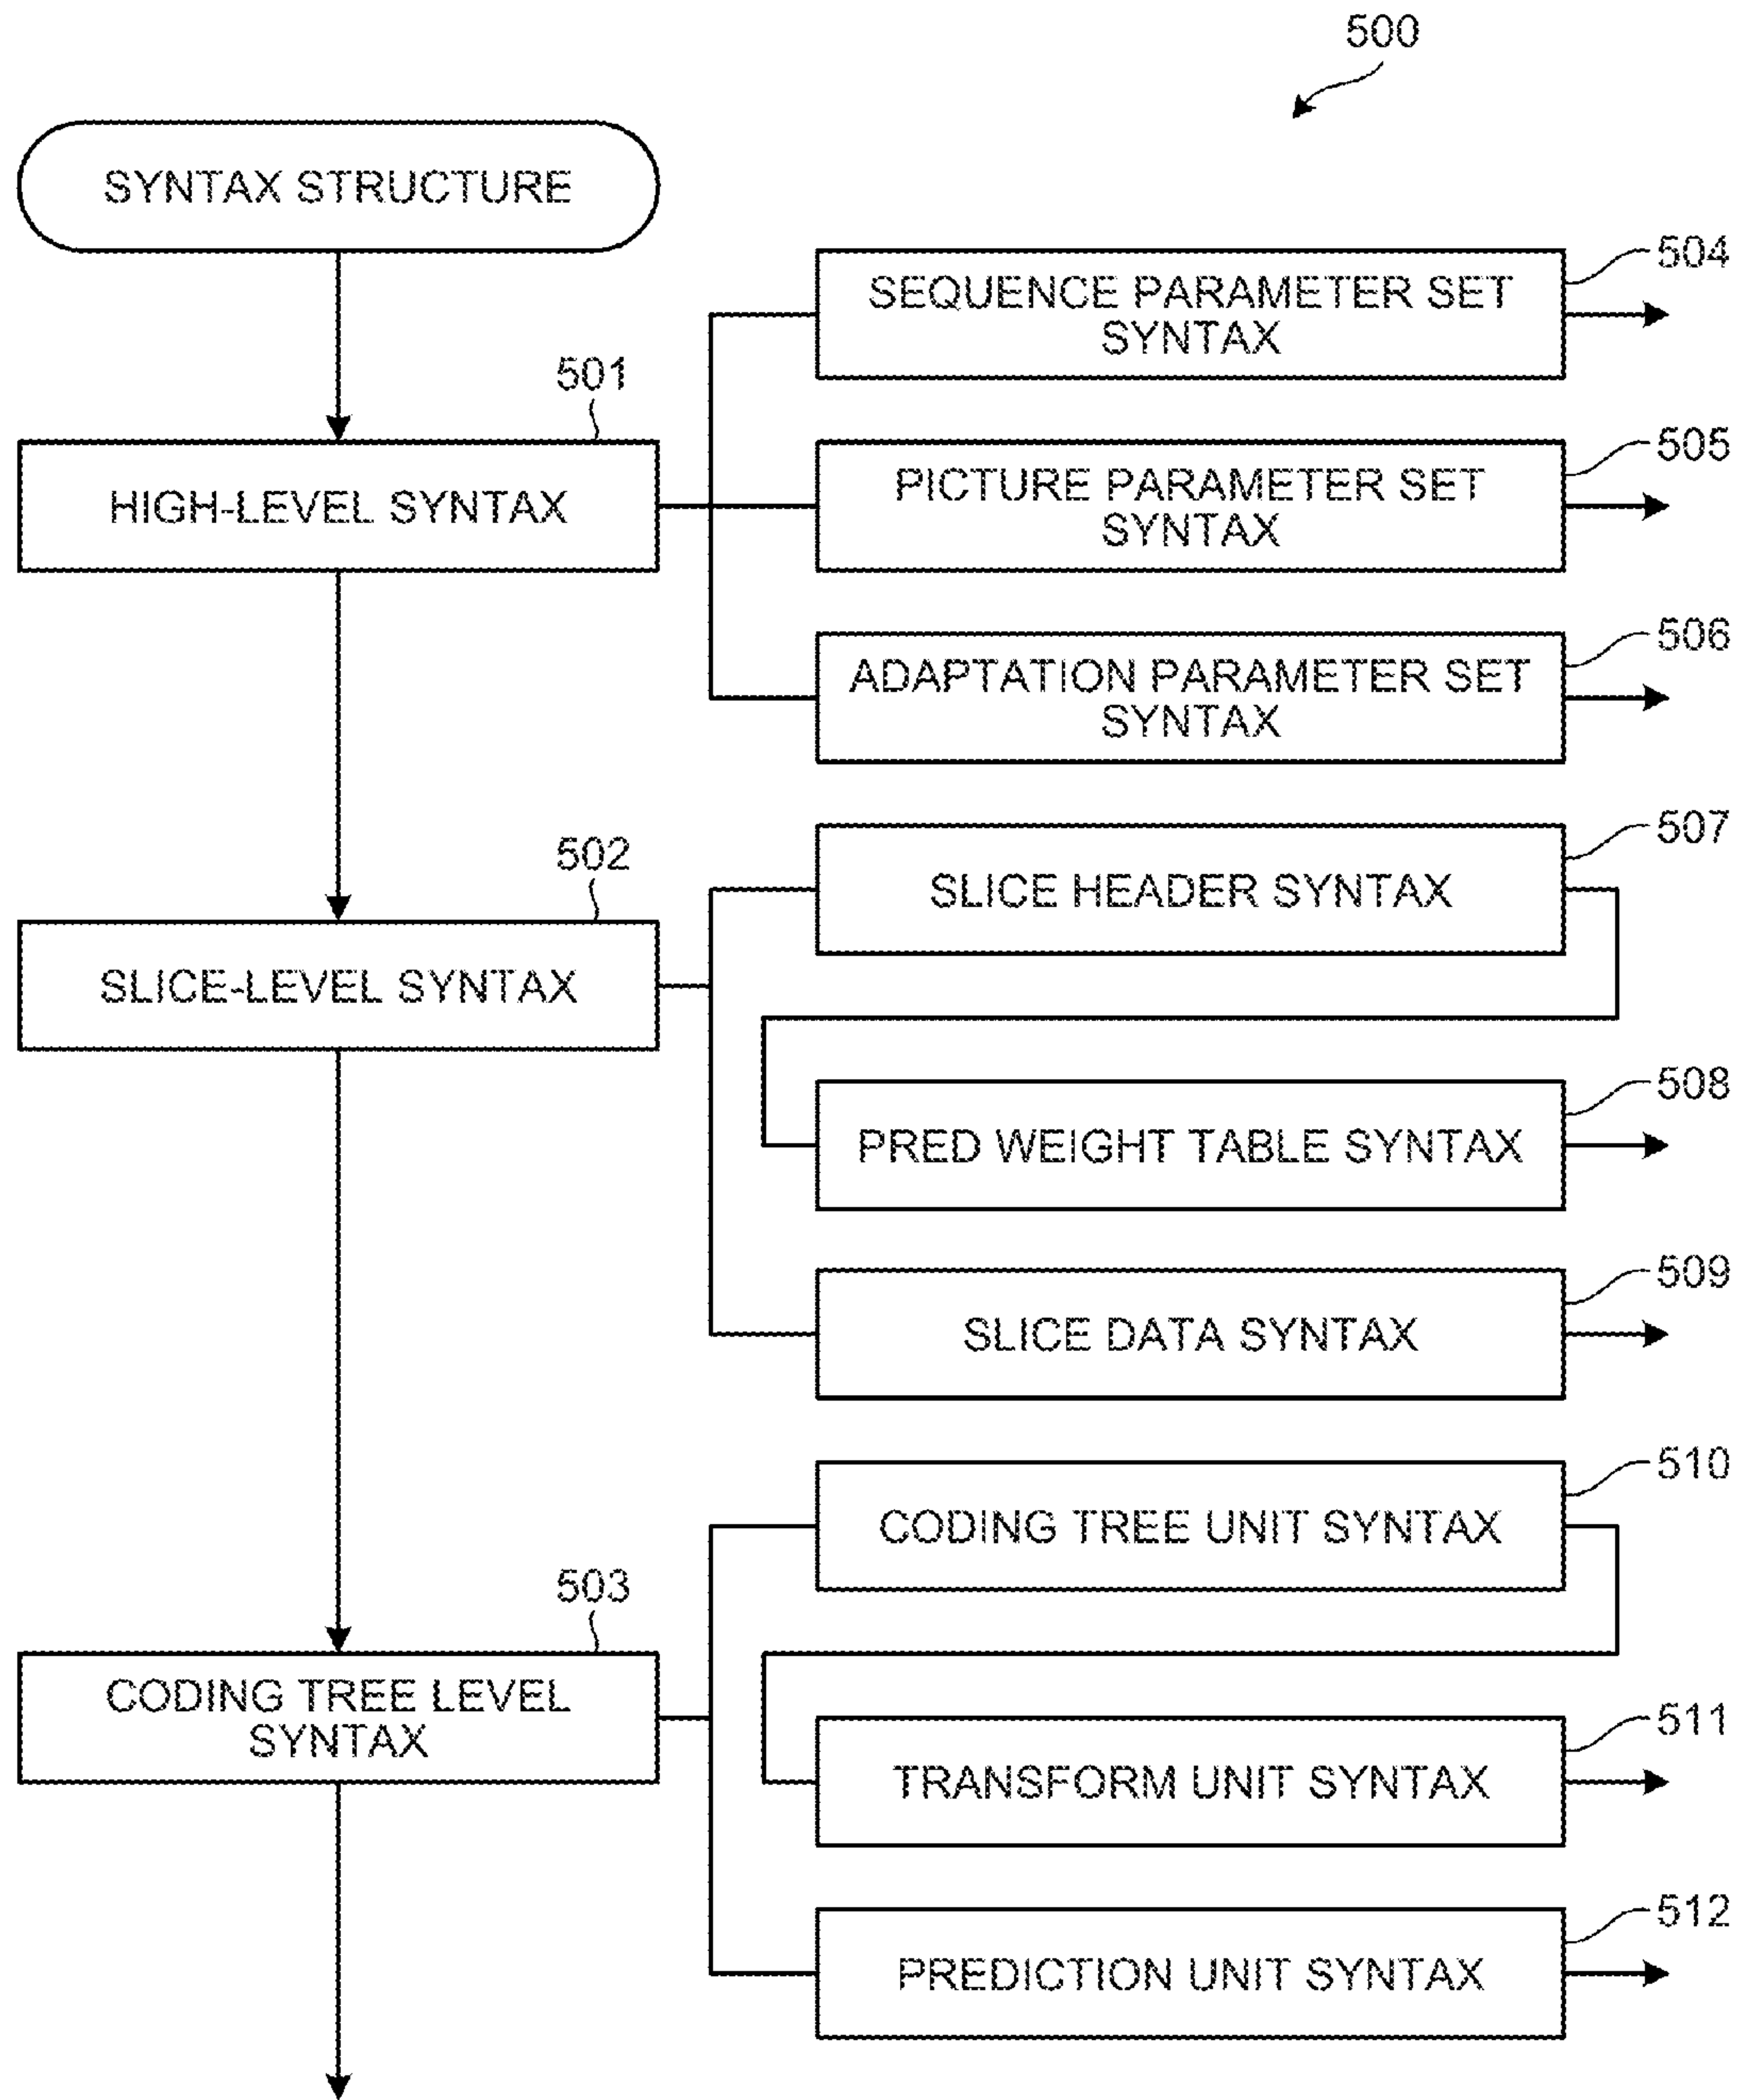 500
SYNTAX STRUCTURE
504
SEQUENCE PARAMETER SET
SYNTAX
501
HIGH-LEVEL SYNTAX
505
PICTURE PARAMETER SET
SYNTAX
506
ADAPTATION PARAMETER SET
SYNTAX
502
SLICE-LEVEL SYNTAX
507
SLICE HEADER SYNTAX
508
PRED WEIGHT TABLE SYNTAX
509
SLICE DATA SYNTAX
503
CODING TREE LEVEL
SYNTAX
510
CODING TREE UNIT SYNTAX
511
TRANSFORM UNIT SYNTAX
512
PREDICTION UNIT SYNTAX